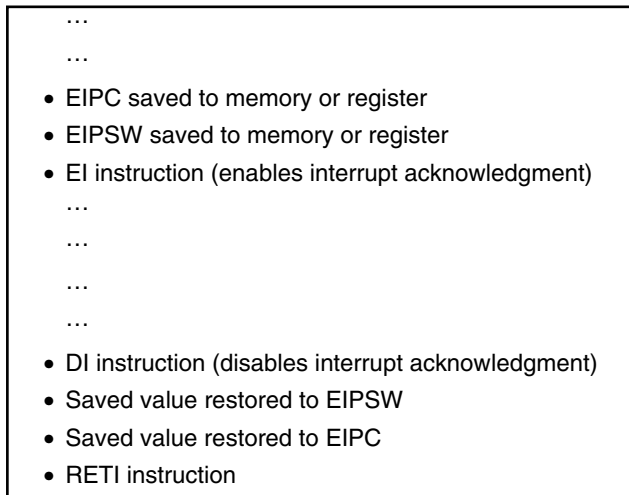 …
…
• EIPC saved to memory or register
• EIPSW saved to memory or register
• EI instruction (enables interrupt acknowledgment)
…
…
…
…
• DI instruction (disables interrupt acknowledgment)
• Saved value restored to EIPSW
• Saved value restored to EIPC
• RETI instruction